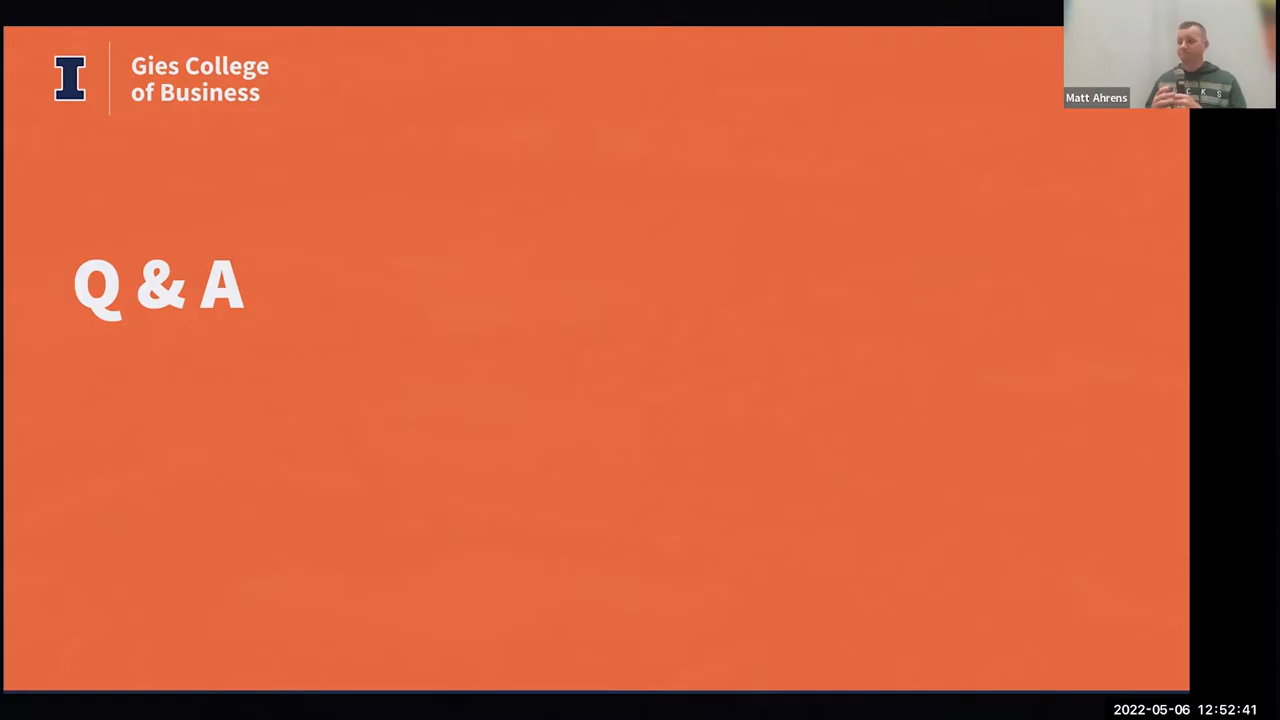 Gies College
of Business
Matt Ahrens
Q & A
2022-05-06 12:52:41